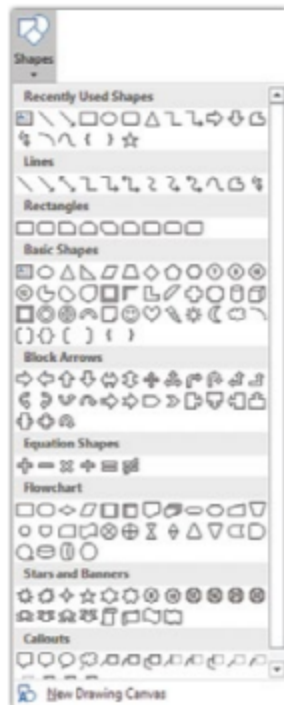 Shapes
Recently Used Shapes
Lines
Rectangles
Basic Shapes
Block Arrows
Equation Shapes
Flowchart
Stars and Banners
Callouts
New Drawing Canvas